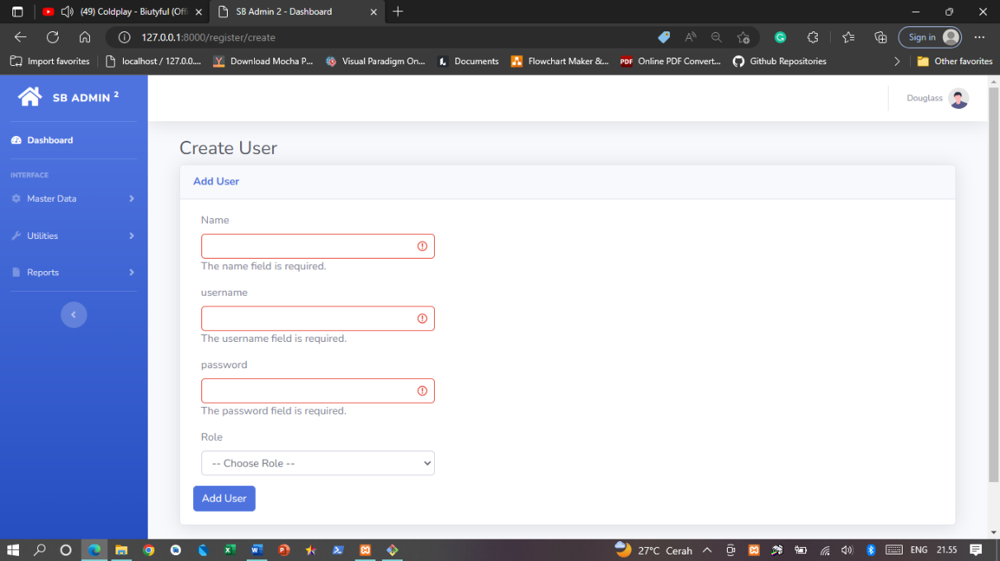 (49) Coldplay - Biutyful (Offi
SB Admin 2 - Dashboard
127.0.0.1:8000/register/create
Sign in
Import favorites
localhost / 127.0.0....
Download Mocha P...
Visual Paradigm On...
Documents
Flowchart Maker &...
PDF Online PDF Convert...
Github Repositories
Other favorites
SB ADMIN 2
Douglass
Dashboard
INTERFACE
Master Data
Utilities
Reports
Create User
Add User
Name
The name field is required.
username
The username field is required.
password
The password field is required.
Role
-- Choose Role --
Add User
27°C Cerah
ENG
21.55